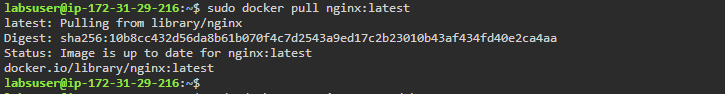 labsuser@ip-172-31-29-216:~$ sudo docker pull nginx:latest
latest: Pulling from library/nginx
Digest: sha256:10b8cc432d56da8b61b070f4c7d2543a9ed17c2b23010b43af434fd40e2ca4aa
Status: Image is up to date for nginx:latest
docker.io/library/nginx:latest
labsuser@ip-172-31-29-216:~$